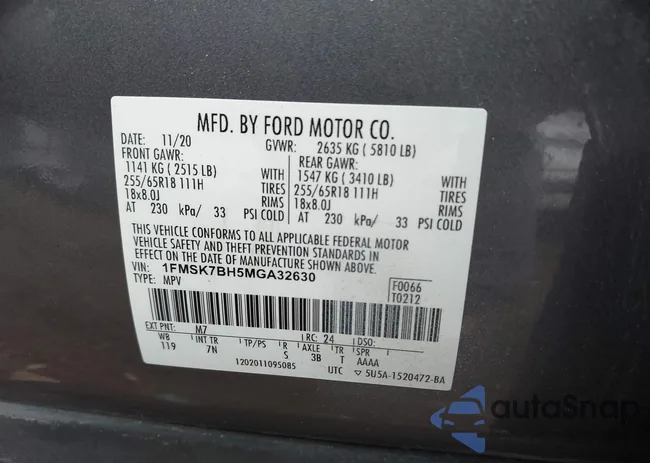 MFD. BY FORD MOTOR CO.
DATE: 11/20 GVWR: 2635 KG (5810 LB)
FRONT GAWR: REAR GAWR:
1141 KG (2515 LB) WITH 1547 KG (3410 LB) WITH
255/65R18 111H TIRES 255/65R18 111H TIRES
18x8.0J RIMS 18x8.0J RIMS
AT 230 kPa/ 33 PSI COLD AT 230 kPa/ 33 PSI COLD
THIS VEHICLE CONFORMS TO ALL APPLICABLE FEDERAL MOTOR
VEHICLE SAFETY AND THEFT PREVENTION STANDARDS IN
EFFECT ON THE DATE OF MANUFACTURE SHOWN ABOVE.
VIN: 1FMSK7BH5MGA32630
TYPE: MPV
F0066
T0212
EXT PNT: M7 RC: 24 DSO:
WB INT TR TP/PS R AXLE TR SPR
119 7N S 3B T AAAA
1202011095085 UTC ▽ 5U5A-1520472-BA
autoSnap